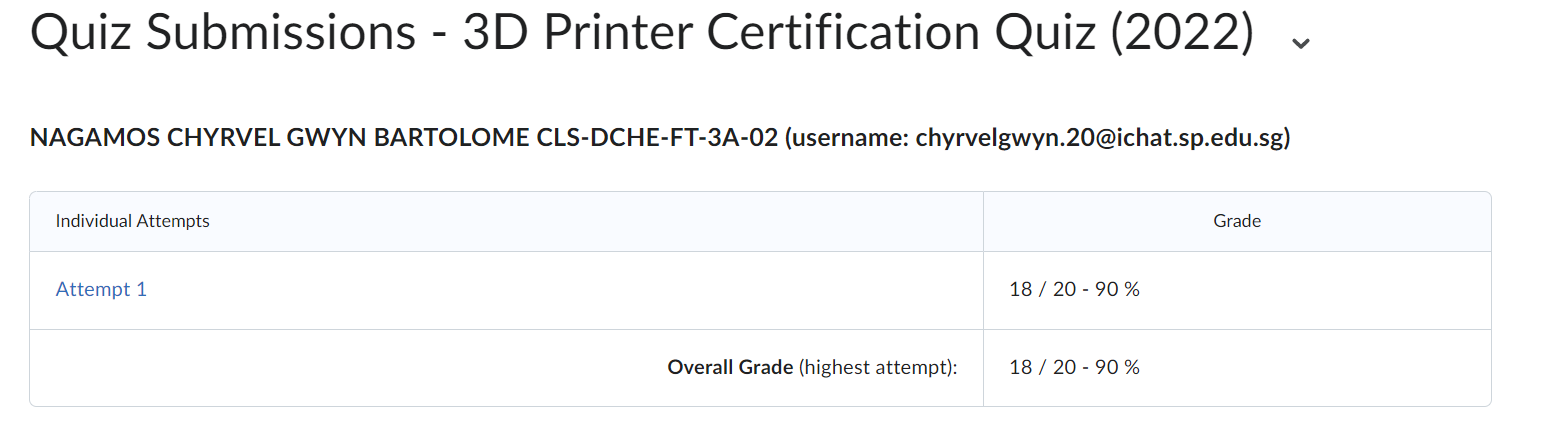 Quiz Submissions - 3D Printer Certification Quiz (2022)
NAGAMOS CHYRVEL GWYN BARTOLOME CLS-DCHE-FT-3A-02 (username: chyrvelgwyn.20@ichat.sp.edu.sg)
Individual Attempts Grade
Attempt 1 18 / 20 - 90 %
Overall Grade (highest attempt): 18 / 20 - 90 %